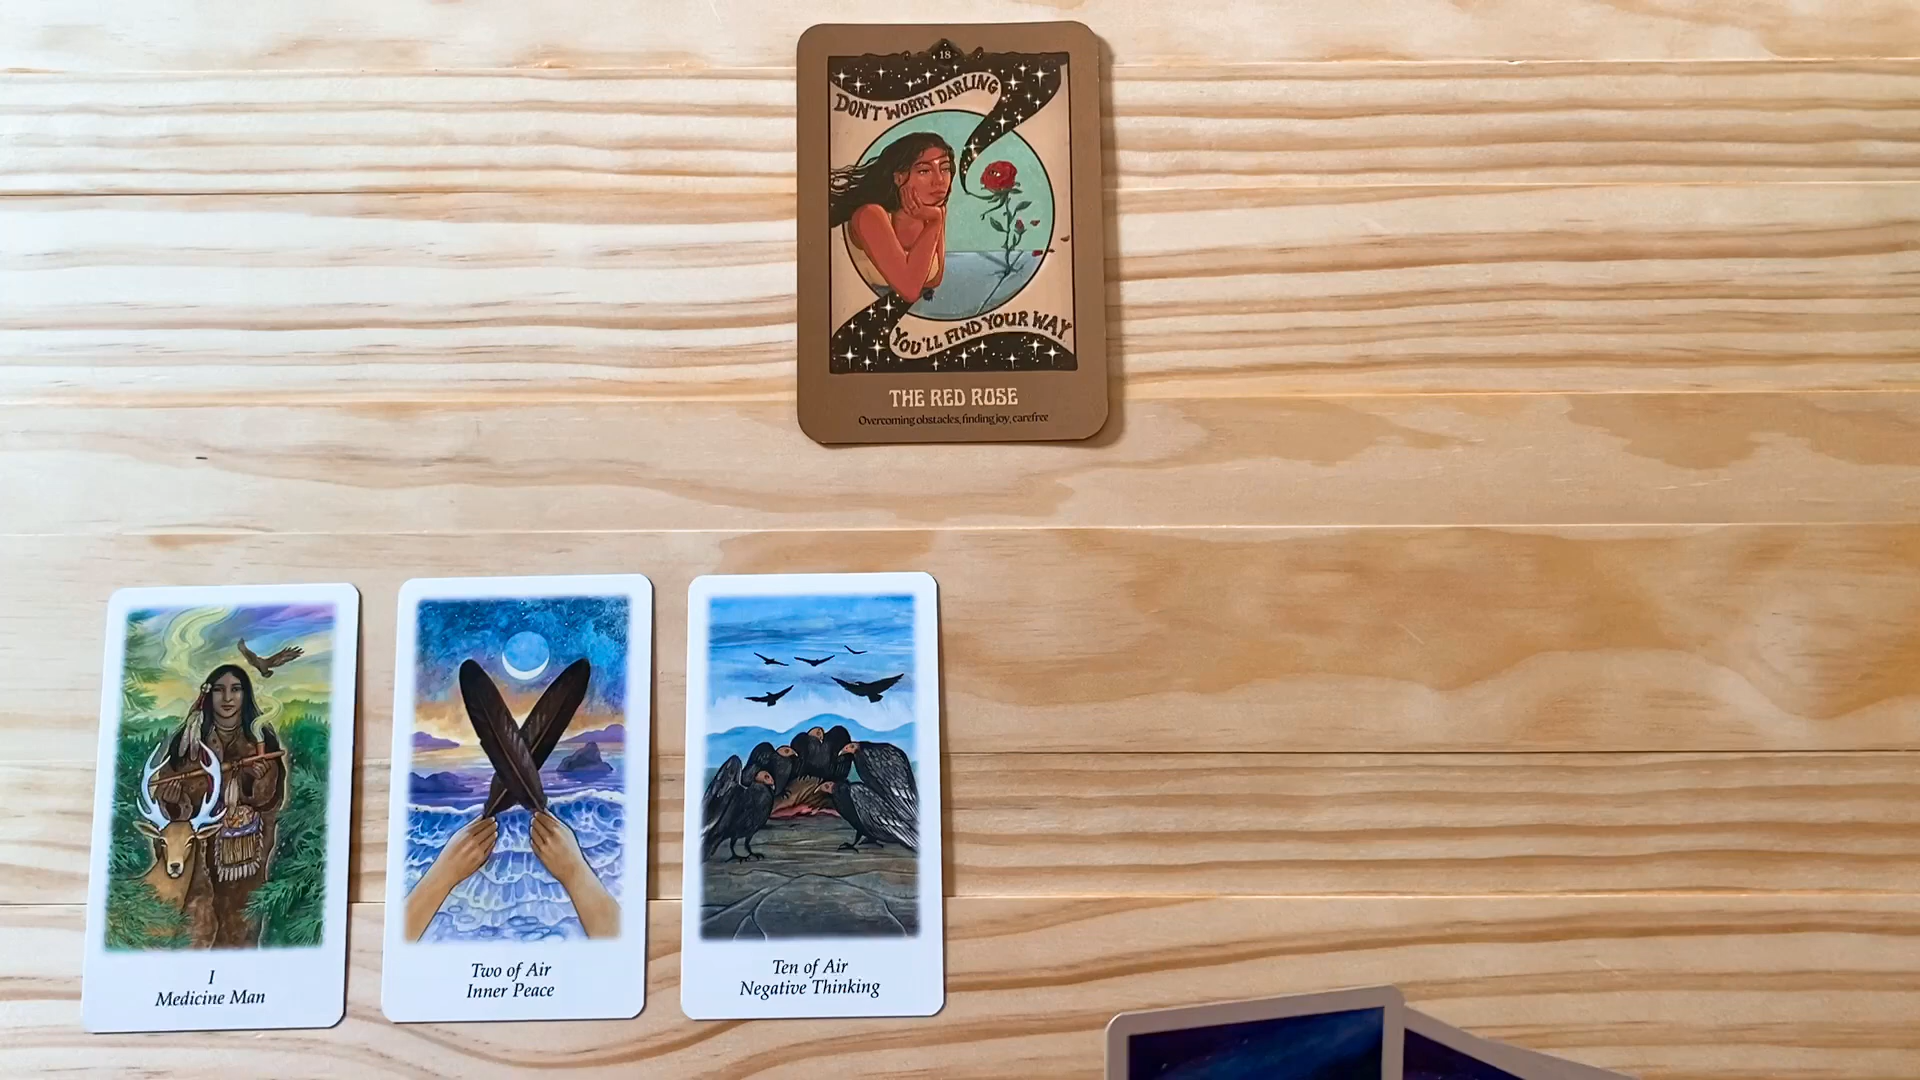 18
DON'T WORRY DARLING
YOU'LL FIND YOUR WAY
THE RED ROSE
Overcoming obstacles, finding joy, carefree
I
Medicine Man
Two of Air
Inner Peace
Ten of Air
Negative Thinking